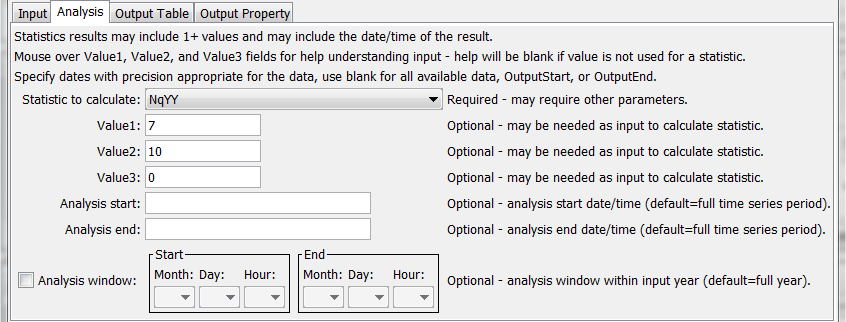 Input Analysis Output Table Output Property
Statistics results may include 1+ values and may include the date/time of the result.
Mouse over Value1, Value2, and Value3 fields for help understanding input - help will be blank if value is not used for a statistic.
Specify dates with precision appropriate for the data, use blank for all available data, OutputStart, or OutputEnd.
Statistic to calculate: NqYY Required - may require other parameters.
Value1: 7 Optional - may be needed as input to calculate statistic.
Value2: 10 Optional - may be needed as input to calculate statistic.
Value3: 0 Optional - may be needed as input to calculate statistic.
Analysis start: Optional - analysis start date/time (default=full time series period).
Analysis end: Optional - analysis end date/time (default=full time series period).
Start End
Month: Day: Hour: Month: Day: Hour:
Analysis window: Optional - analysis window within input year (default=full year).